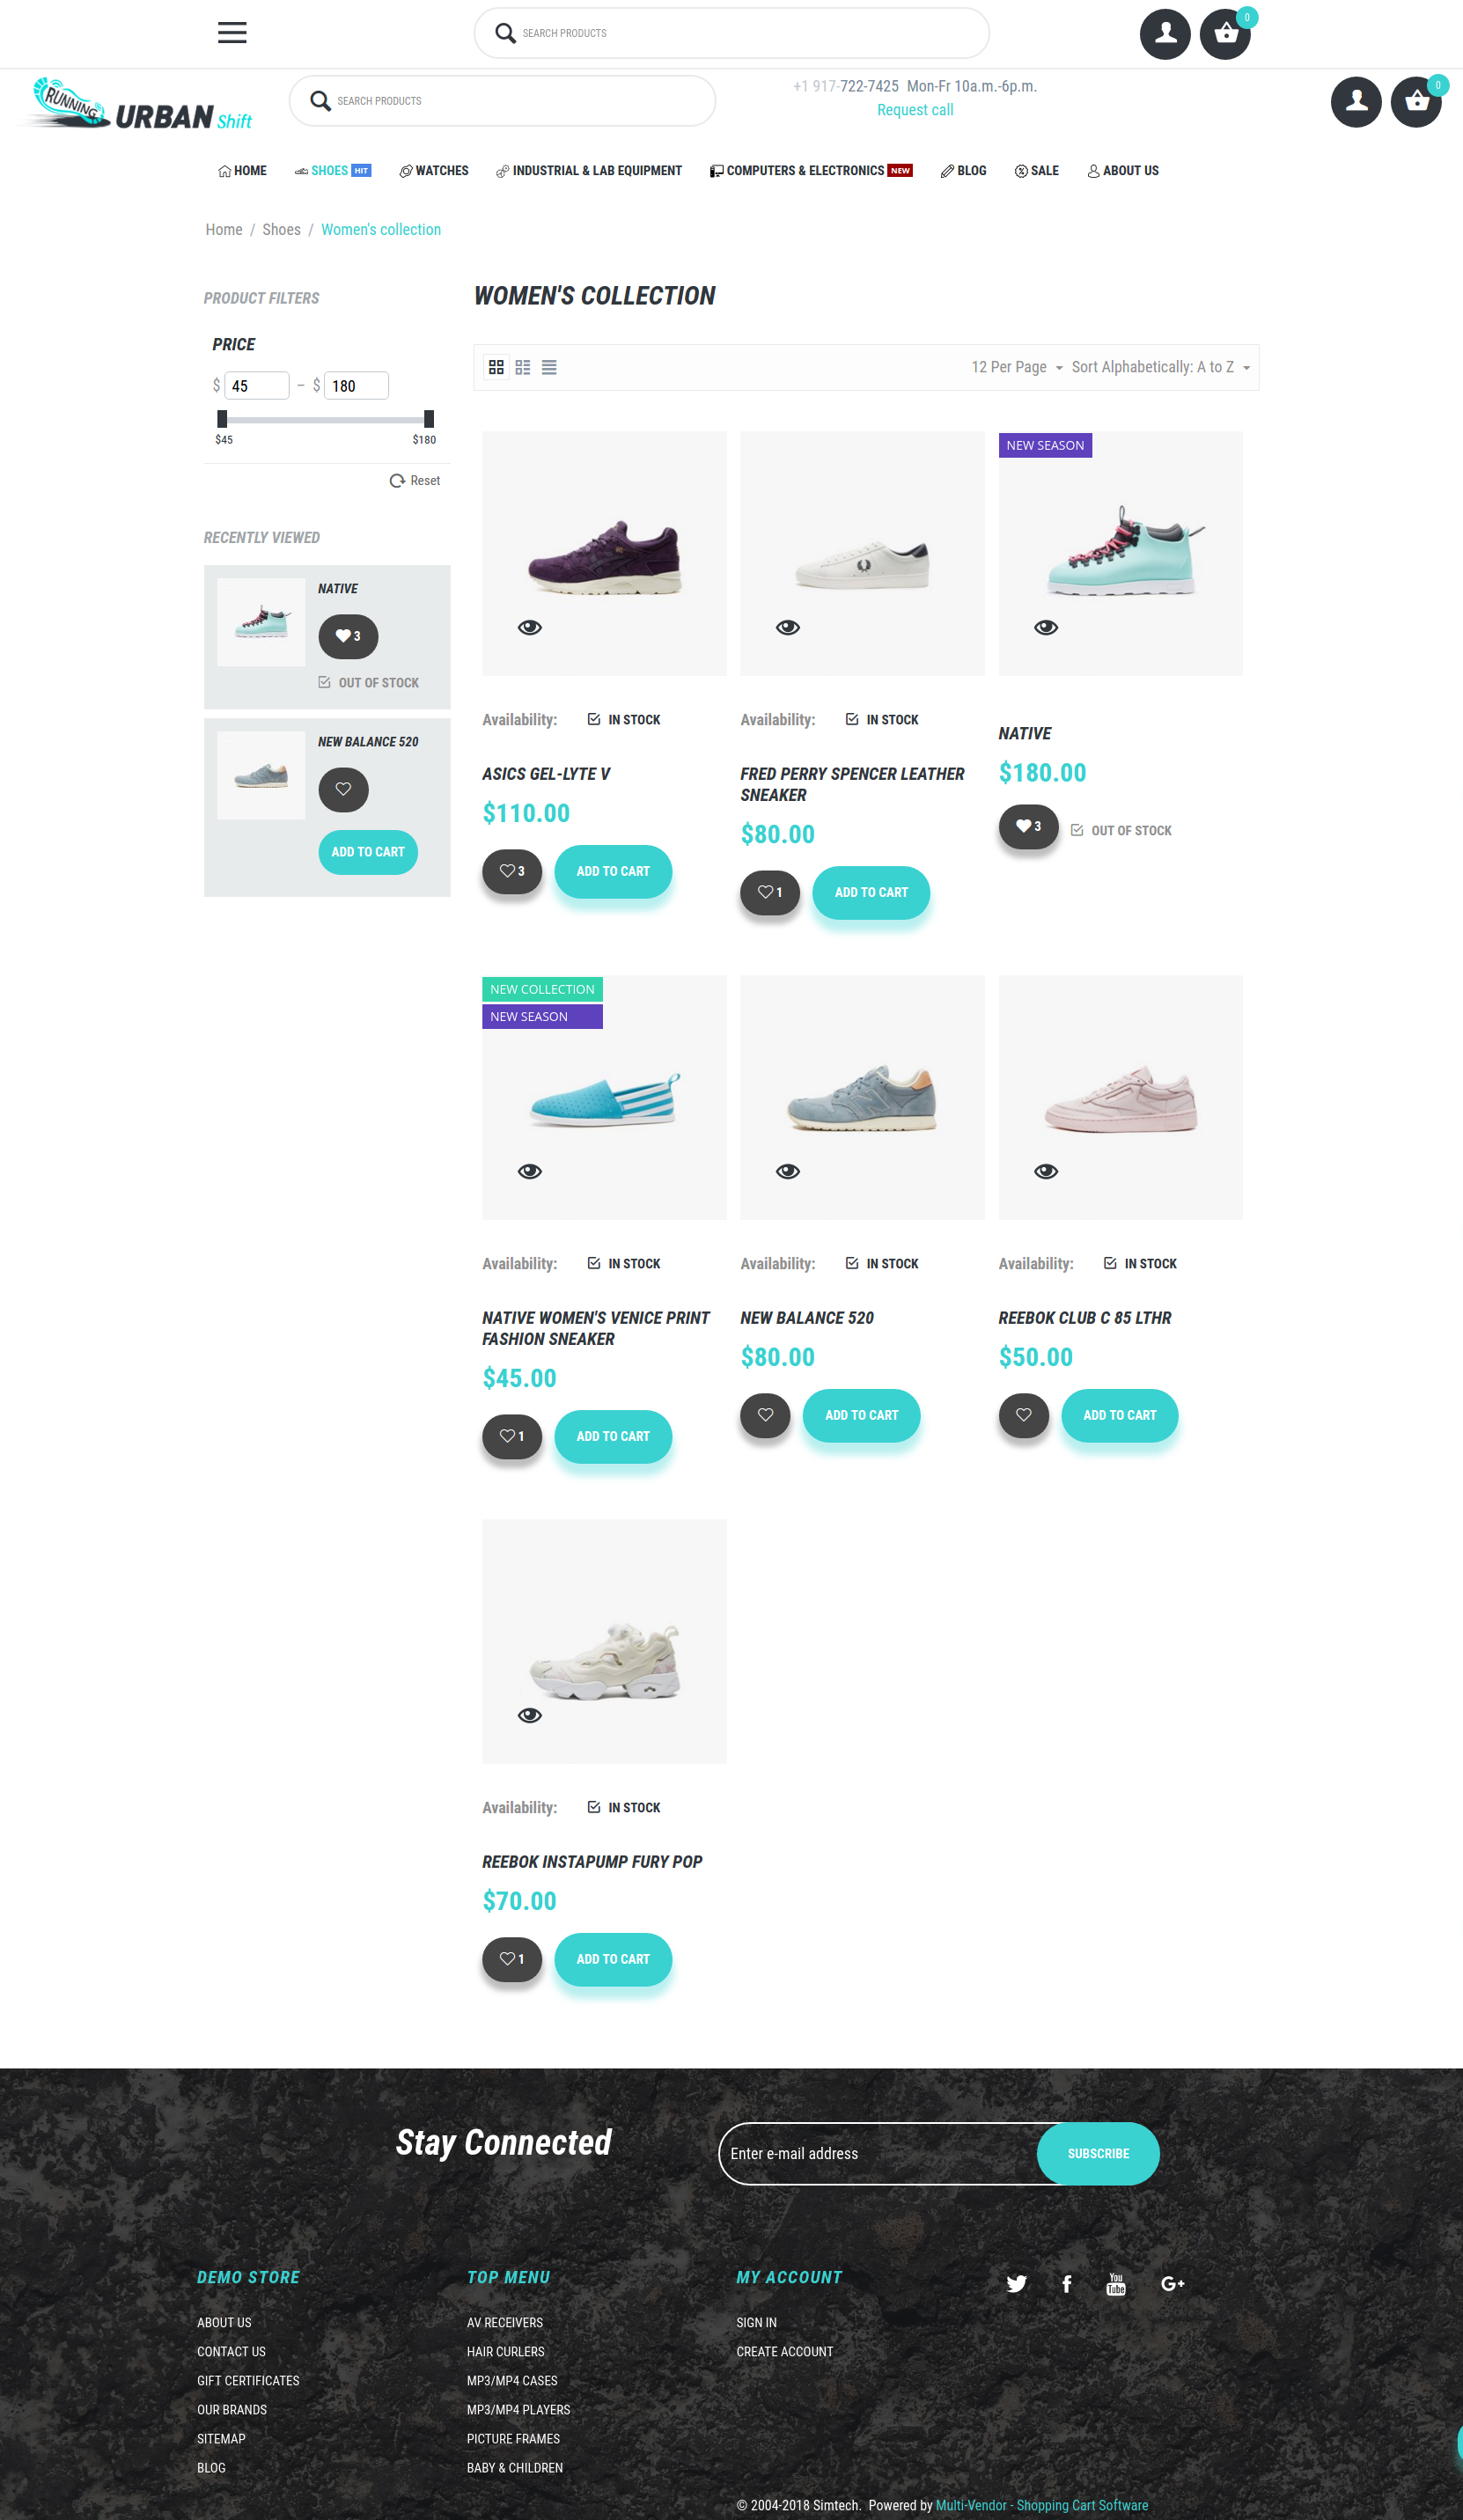 SEARCH PRODUCTS
0
RUNNING URBAN Shift
SEARCH PRODUCTS
+1 917-722-7425 Mon-Fr 10a.m.-6p.m.
Request call
0
HOME SHOES HIT WATCHES INDUSTRIAL & LAB EQUIPMENT COMPUTERS & ELECTRONICS NEW BLOG SALE ABOUT US
Home / Shoes / Women's collection
PRODUCT FILTERS
PRICE
$ 45 – $ 180
$45 $180
Reset
RECENTLY VIEWED
NATIVE
3
OUT OF STOCK
NEW BALANCE 520
ADD TO CART
WOMEN'S COLLECTION
12 Per Page Sort Alphabetically: A to Z
NEW SEASON
Availability: IN STOCK
ASICS GEL-LYTE V
$110.00
3 ADD TO CART
Availability: IN STOCK
FRED PERRY SPENCER LEATHER
SNEAKER
$80.00
1 ADD TO CART
NATIVE
$180.00
3 OUT OF STOCK
NEW COLLECTION
NEW SEASON
Availability: IN STOCK
NATIVE WOMEN'S VENICE PRINT
FASHION SNEAKER
$45.00
1 ADD TO CART
Availability: IN STOCK
NEW BALANCE 520
$80.00
ADD TO CART
Availability: IN STOCK
REEBOK CLUB C 85 LTHR
$50.00
ADD TO CART
Availability: IN STOCK
REEBOK INSTAPUMP FURY POP
$70.00
1 ADD TO CART
Stay Connected
Enter e-mail address
SUBSCRIBE
DEMO STORE
ABOUT US
CONTACT US
GIFT CERTIFICATES
OUR BRANDS
SITEMAP
BLOG
TOP MENU
AV RECEIVERS
HAIR CURLERS
MP3/MP4 CASES
MP3/MP4 PLAYERS
PICTURE FRAMES
BABY & CHILDREN
MY ACCOUNT
SIGN IN
CREATE ACCOUNT
You
Tube
G+
© 2004-2018 Simtech. Powered by Multi-Vendor - Shopping Cart Software